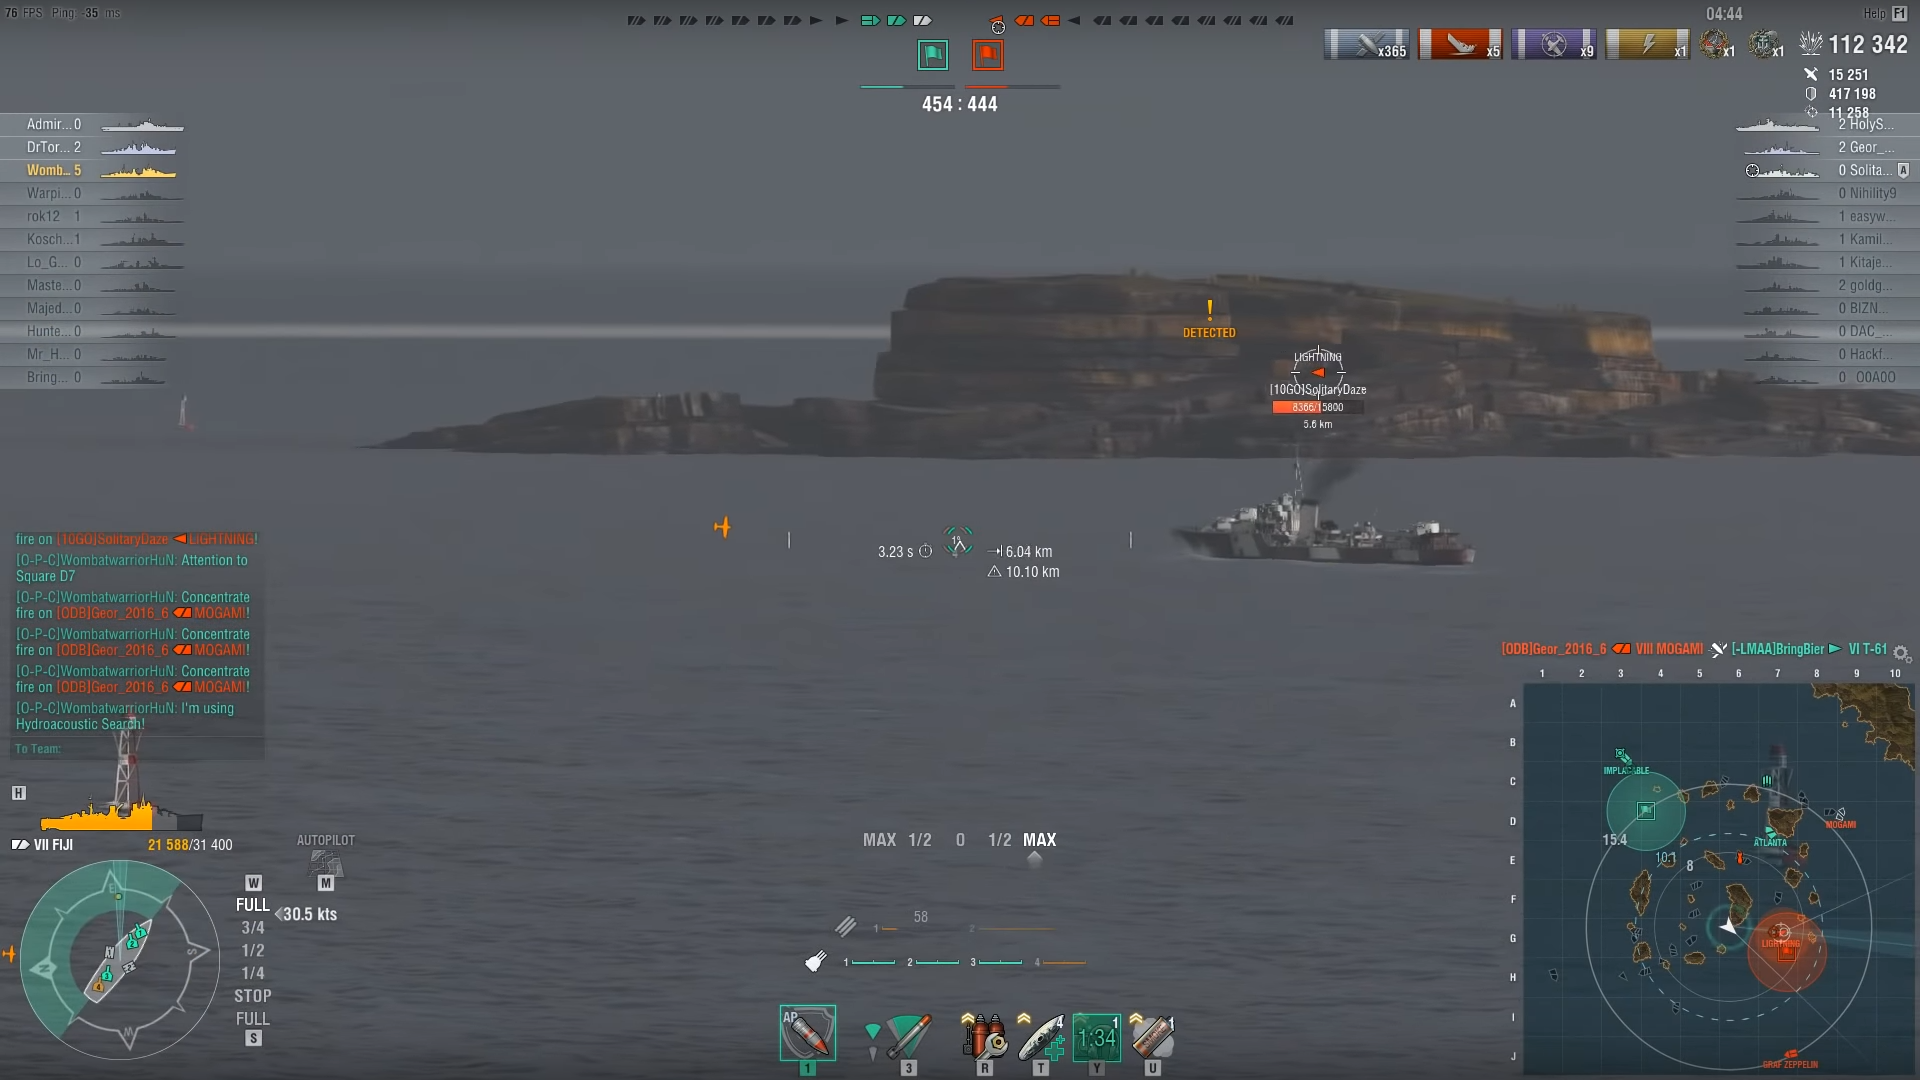 76 FPS Ping: -35 ms
04:44
Help F1
x365 x5 x9 x1 x1 x1 112 342
15 251
417 198
11 258
454 : 444
Admir... 0
DrTor... 2
Womb... 5
Warpi... 0
rok12 1
Kosch... 1
Lo_G... 0
Maste... 0
Majed... 0
Hunte... 0
Mr_H... 0
Bring... 0
2 HolyS...
2 Geor_...
0 Solita... A
0 Nihility9
1 easyw...
1 Kamil...
1 Kitaje...
2 goldg...
0 BIZN...
0 DAC_...
0 Hackf...
0 _O0A0O
!
DETECTED
LIGHTNING
[10GO]SolitaryDaze
8366/15800
5.6 km
3.23 s 6.04 km
10.10 km
fire on [10GO]SolitaryDaze LIGHTNING!
[O-P-C]WombatwarriorHuN: Attention to
Square D7
[O-P-C]WombatwarriorHuN: Concentrate
fire on [ODB]Geor_2016_6 MOGAMI!
[O-P-C]WombatwarriorHuN: Concentrate
fire on [ODB]Geor_2016_6 MOGAMI!
[O-P-C]WombatwarriorHuN: Concentrate
fire on [ODB]Geor_2016_6 MOGAMI!
[O-P-C]WombatwarriorHuN: I'm using
Hydroacoustic Search!
To Team:
H
VII FIJI 21 588/31 400
AUTOPILOT
M
W
FULL
3/4
1/2
1/4
STOP
FULL
S
30.5 kts
MAX 1/2 0 1/2 MAX
58
1 2
1 2 3 4
AP 4 1 1:34 1
1 3 R T Y U
[ODB]Geor_2016_6 VIII MOGAMI [-LMAA]BringBier VI T-61
1 2 3 4 5 6 7 8 9 10
A
B
C
D
E
F
G
H
I
J
IMPLACABLE
MOGAMI
15.4
ATLANTA
10.1
8
LIGHTNING
GRAF ZEPPELIN